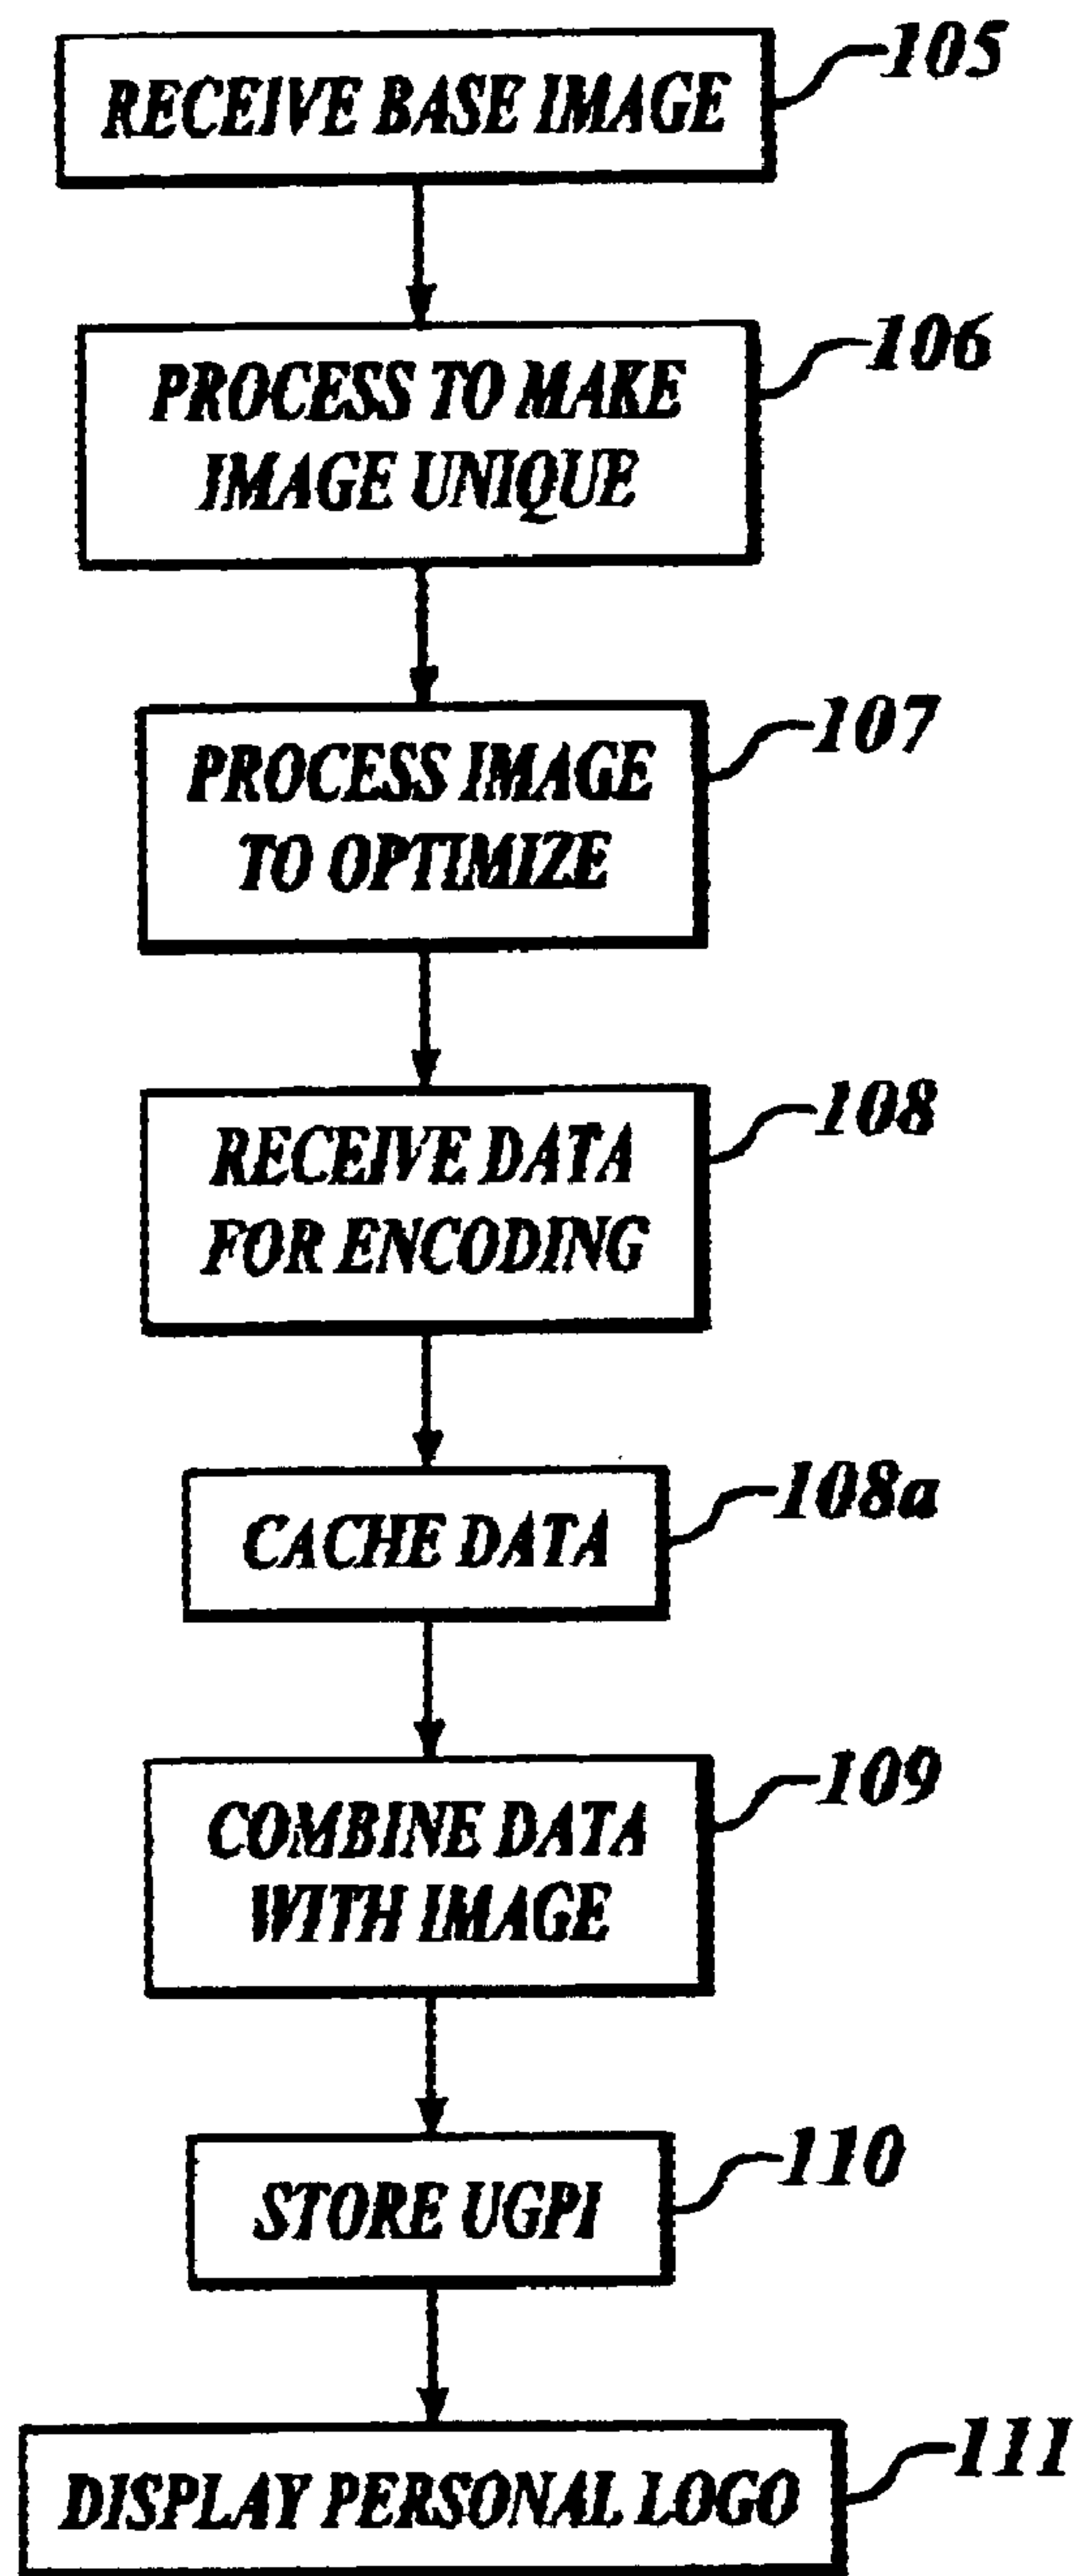 RECEIVE BASE IMAGE
105
PROCESS TO MAKE
IMAGE UNIQUE
106
PROCESS IMAGE
TO OPTIMIZE
107
RECEIVE DATA
FOR ENCODING
108
CACHE DATA
108a
COMBINE DATA
WITH IMAGE
109
STORE UGPI
110
DISPLAY PERSONAL LOGO
111